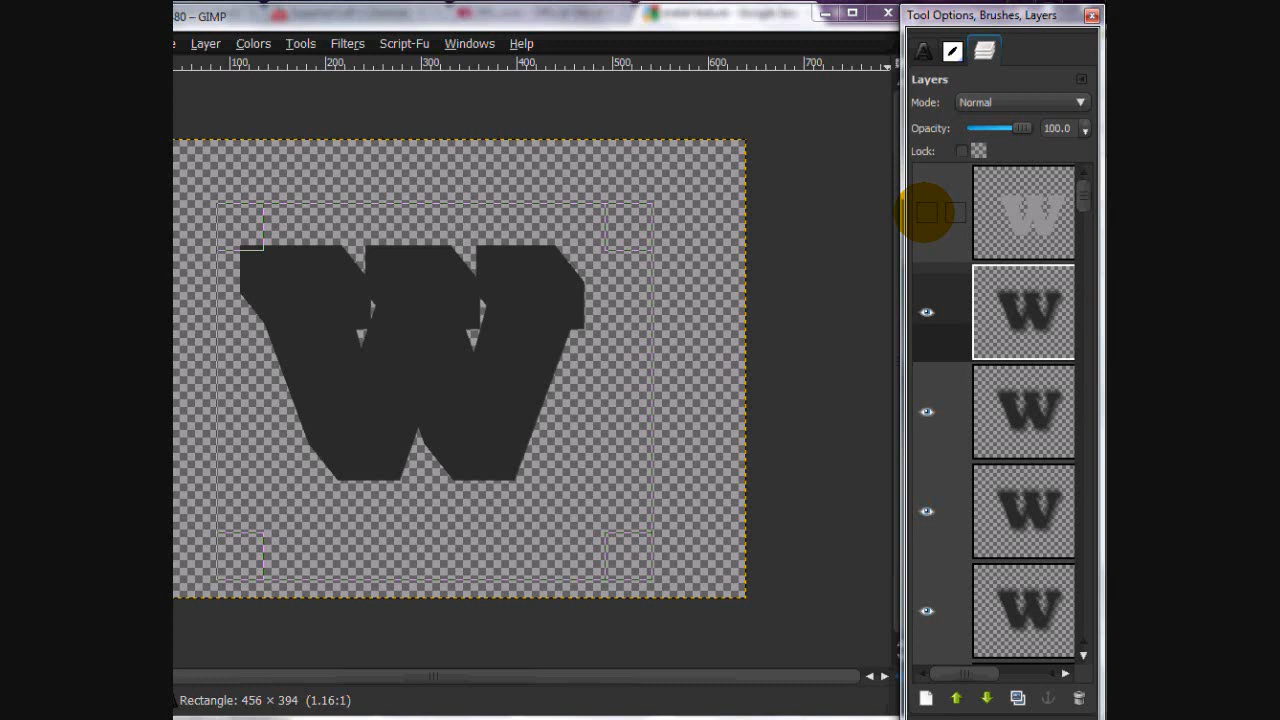 80 – GIMP
Tool Options, Brushes, Layers
Layer Colors Tools Filters Script-Fu Windows Help
100 200 300 400 500 600 700
Layers
Mode: Normal
Opacity: 100.0
Lock:
W
W
W
W
W
W
Rectangle: 456 × 394 (1.16:1)